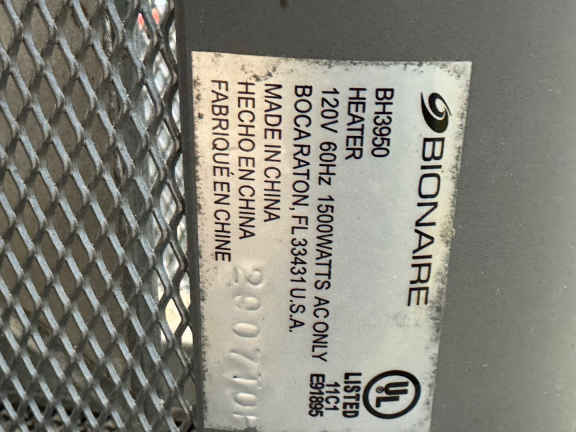 BIONAIRE
BH3950
HEATER
120V 60Hz 1500WATTS AC ONLY
BOCA RATON, FL 33431 U.S.A.
MADE IN CHINA
HECHO EN CHINA
FABRIQUÉ EN CHINE
UL
LISTED
11C1
E91895